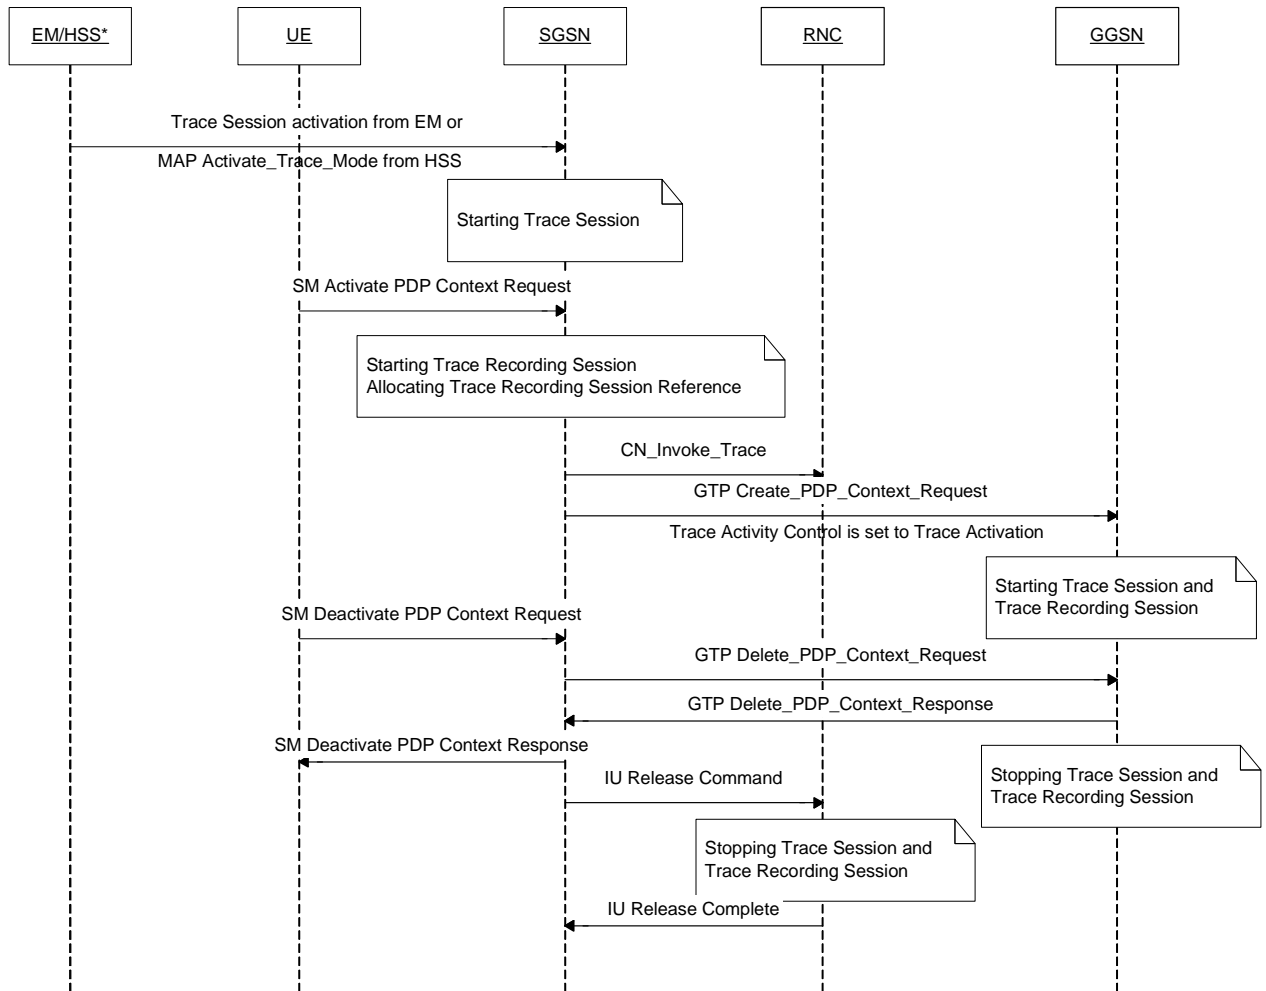 EM/HSS*
UE
SGSN
RNC
GGSN
Trace Session activation from EM or
MAP Activate_Trace_Mode from HSS
Starting Trace Session
SM Activate PDP Context Request
Starting Trace Recording Session
Allocating Trace Recording Session Reference
CN_Invoke_Trace
GTP Create_PDP_Context_Request
Trace Activity Control is set to Trace Activation
Starting Trace Session and
Trace Recording Session
SM Deactivate PDP Context Request
GTP Delete_PDP_Context_Request
GTP Delete_PDP_Context_Response
SM Deactivate PDP Context Response
Stopping Trace Session and
Trace Recording Session
IU Release Command
Stopping Trace Session and
Trace Recording Session
IU Release Complete